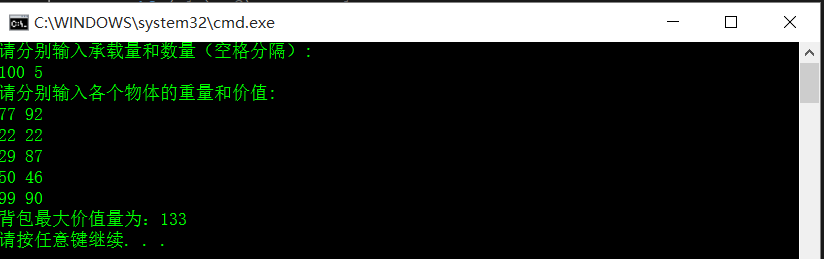 C:\WINDOWS\system32\cmd.exe
请分别输入承载量和数量（空格分隔）:
100 5
请分别输入各个物体的重量和价值:
77 92
22 22
29 87
50 46
99 90
背包最大价值量为: 133
请按任意键继续. . .